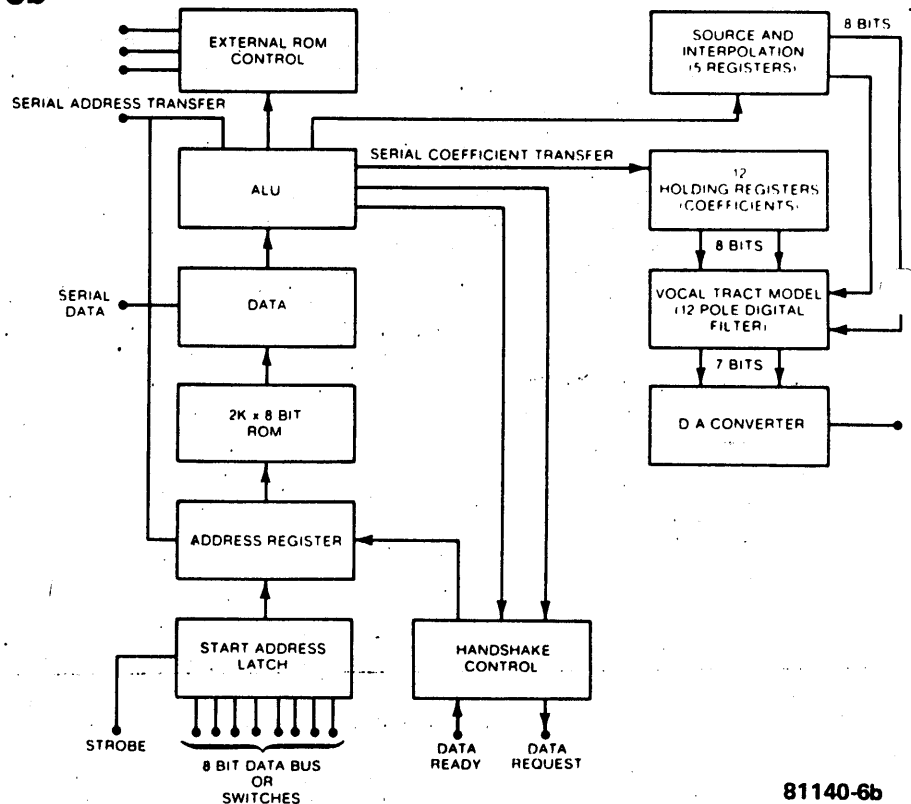 6b
EXTERNAL ROM
CONTROL
SOURCE AND
INTERPOLATION
(5 REGISTERS)
8 BITS
SERIAL ADDRESS TRANSFER
ALU
SERIAL COEFFICIENT TRANSFER
12
HOLDING REGISTERS
(COEFFICIENTS)
8 BITS
SERIAL
DATA
DATA
VOCAL TRACT MODEL
(12 POLE DIGITAL
FILTER)
7 BITS
2K x 8 BIT
ROM
D A CONVERTER
ADDRESS REGISTER
START ADDRESS
LATCH
HANDSHAKE
CONTROL
STROBE
8 BIT DATA BUS
OR
SWITCHES
DATA
READY
DATA
REQUEST
81140-6b